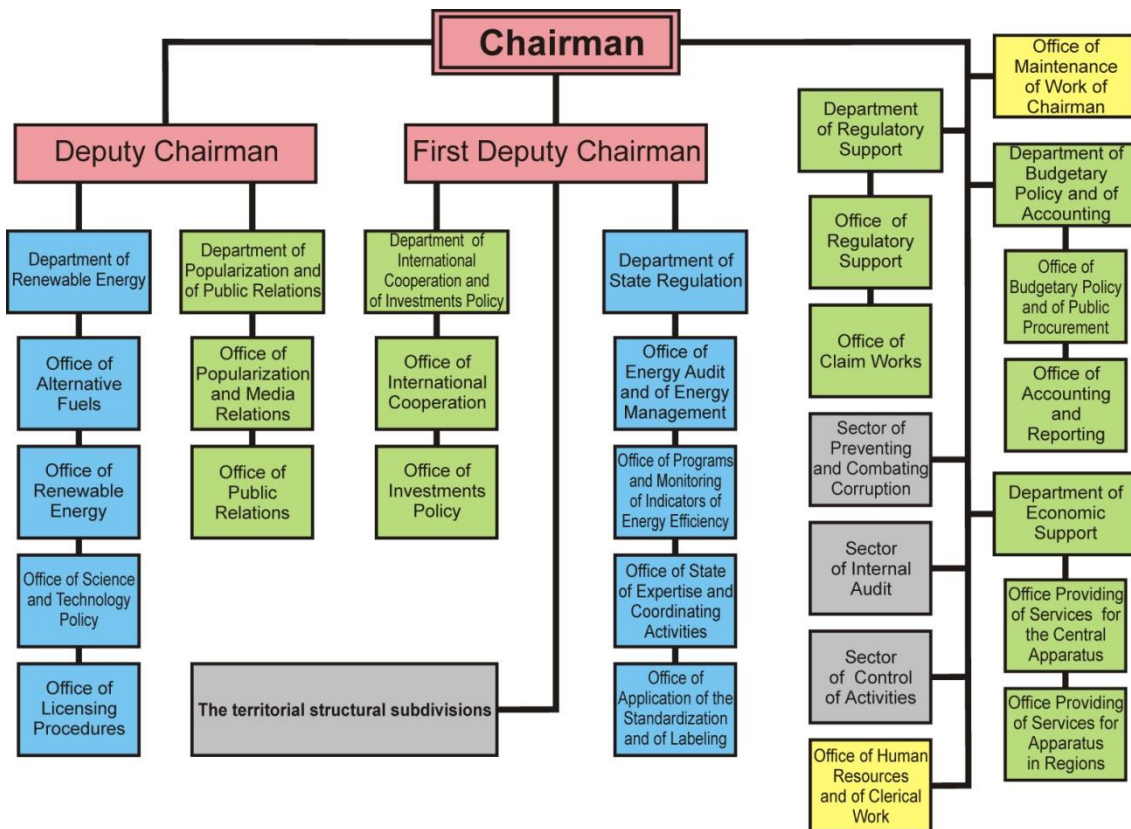 Chairman
Deputy Chairman
First Deputy Chairman
Department of
Renewable Energy
Office of
Alternative
Fuels
Office of
Renewable
Energy
Office of Science
and Technology
Policy
Office of
Licensing
Procedures
Department of
Popularization and
of Public Relations
Office of
Popularization
and Media
Relations
Office of
Public
Relations
Department of
International
Cooperation and
of Investments Policy
Office of
International
Cooperation
Office of
Investments
Policy
The territorial structural subdivisions
Department of
State Regulation
Office of
Energy Audit
and of Energy
Management
Office of Programs
and Monitoring
of Indicators of
Energy Efficiency
Office of State
of Expertise and
Coordinating
Activities
Office of
Application of the
Standardization
and of Labeling
Department
of Regulatory
Support
Office of
Regulatory
Support
Office of
Claim Works
Sector of
Preventing
and Combating
Corruption
Sector
of Internal
Audit
Sector
of Control
of Activities
Office of Human
Resources
and of Clerical
Work
Office of
Maintenance
of Work of
Chairman
Department of
Budgetary
Policy and of
Accounting
Office of
Budgetary Policy
and of Public
Procurement
Office of
Accounting
and
Reporting
Department of
Economic
Support
Office Providing
of Services for
the Central
Apparatus
Office Providing
of Services for
Apparatus
in Regions